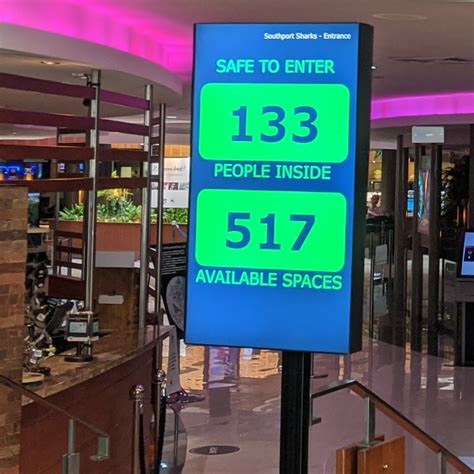 Southport Sharks - Entrance
SAFE TO ENTER
133
PEOPLE INSIDE
517
AVAILABLE SPACES